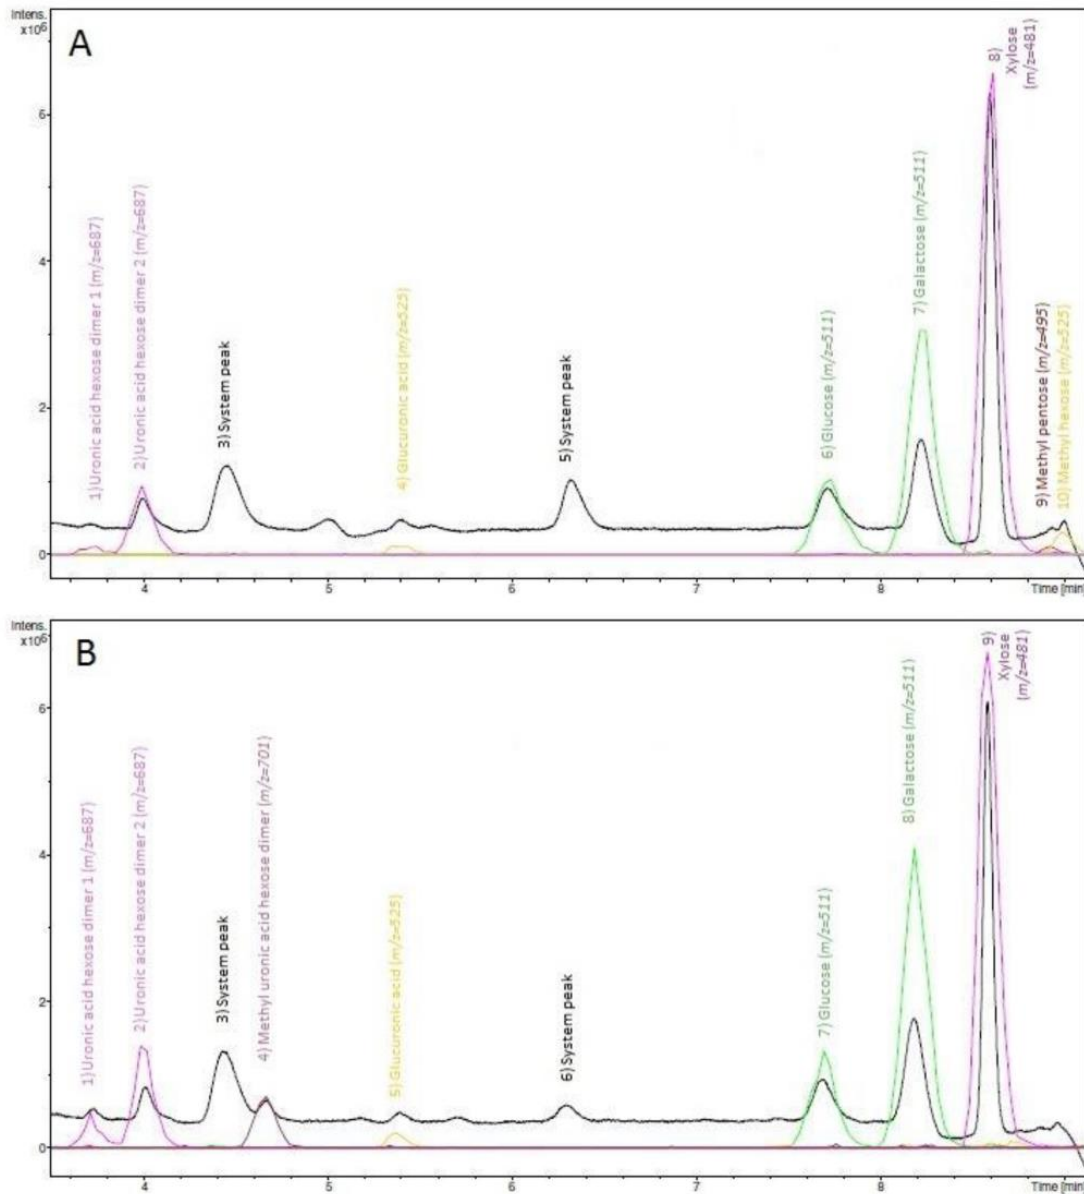 Intens.
x10⁶
A
6
4
2
0
1) Uronic acid hexose dimer 1 (m/z=687)
2) Uronic acid hexose dimer 2 (m/z=687)
3) System peak
4) Glucuronic acid (m/z=525)
5) System peak
6) Glucose (m/z=511)
7) Galactose (m/z=511)
8)
Xylose
(m/z=481)
9) Methyl pentose (m/z=495)
10) Methyl hexose (m/z=525)
4 5 6 7 8 Time [min]
Intens.
x10⁶
B
6
4
2
0
1) Uronic acid hexose dimer 1 (m/z=687)
2) Uronic acid hexose dimer 2 (m/z=687)
3) System peak
4) Methyl uronic acid hexose dimer (m/z=701)
5) Glucuronic acid (m/z=525)
6) System peak
7) Glucose (m/z=511)
8) Galactose (m/z=511)
9)
Xylose
(m/z=481)
4 5 6 7 8 Time [min]